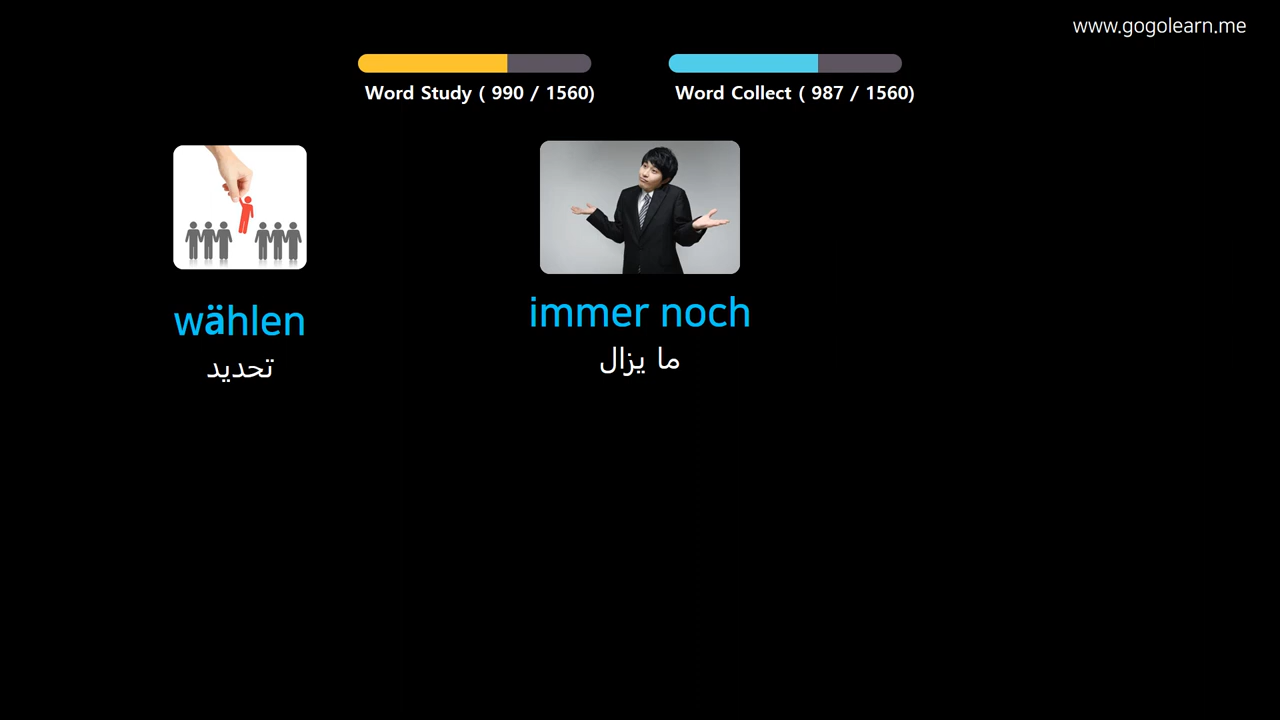 www.gogolearn.me
Word Study ( 990 / 1560)
Word Collect ( 987 / 1560)
wählen
تحديد
immer noch
ما يزال